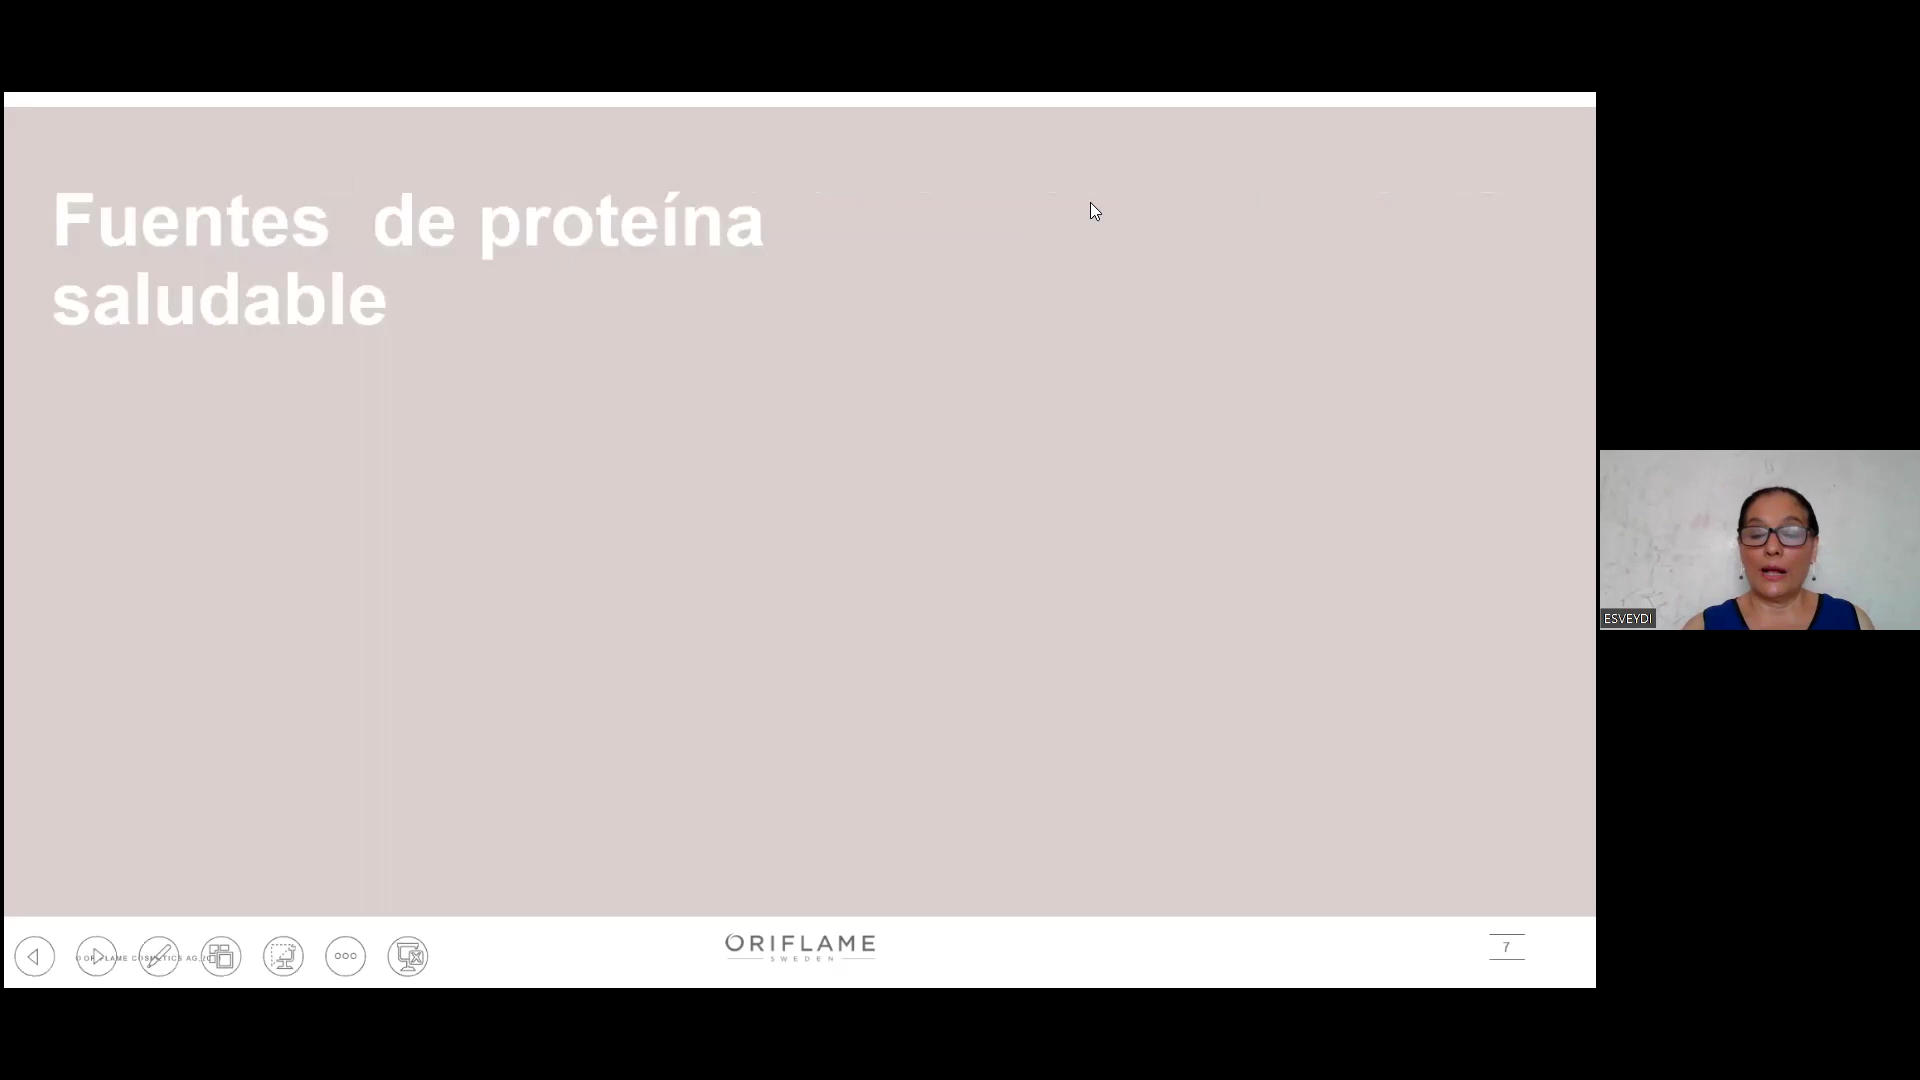 Fuentes  de proteína
saludable
ESVEYDI
ORIFLAME
SWEDEN
7